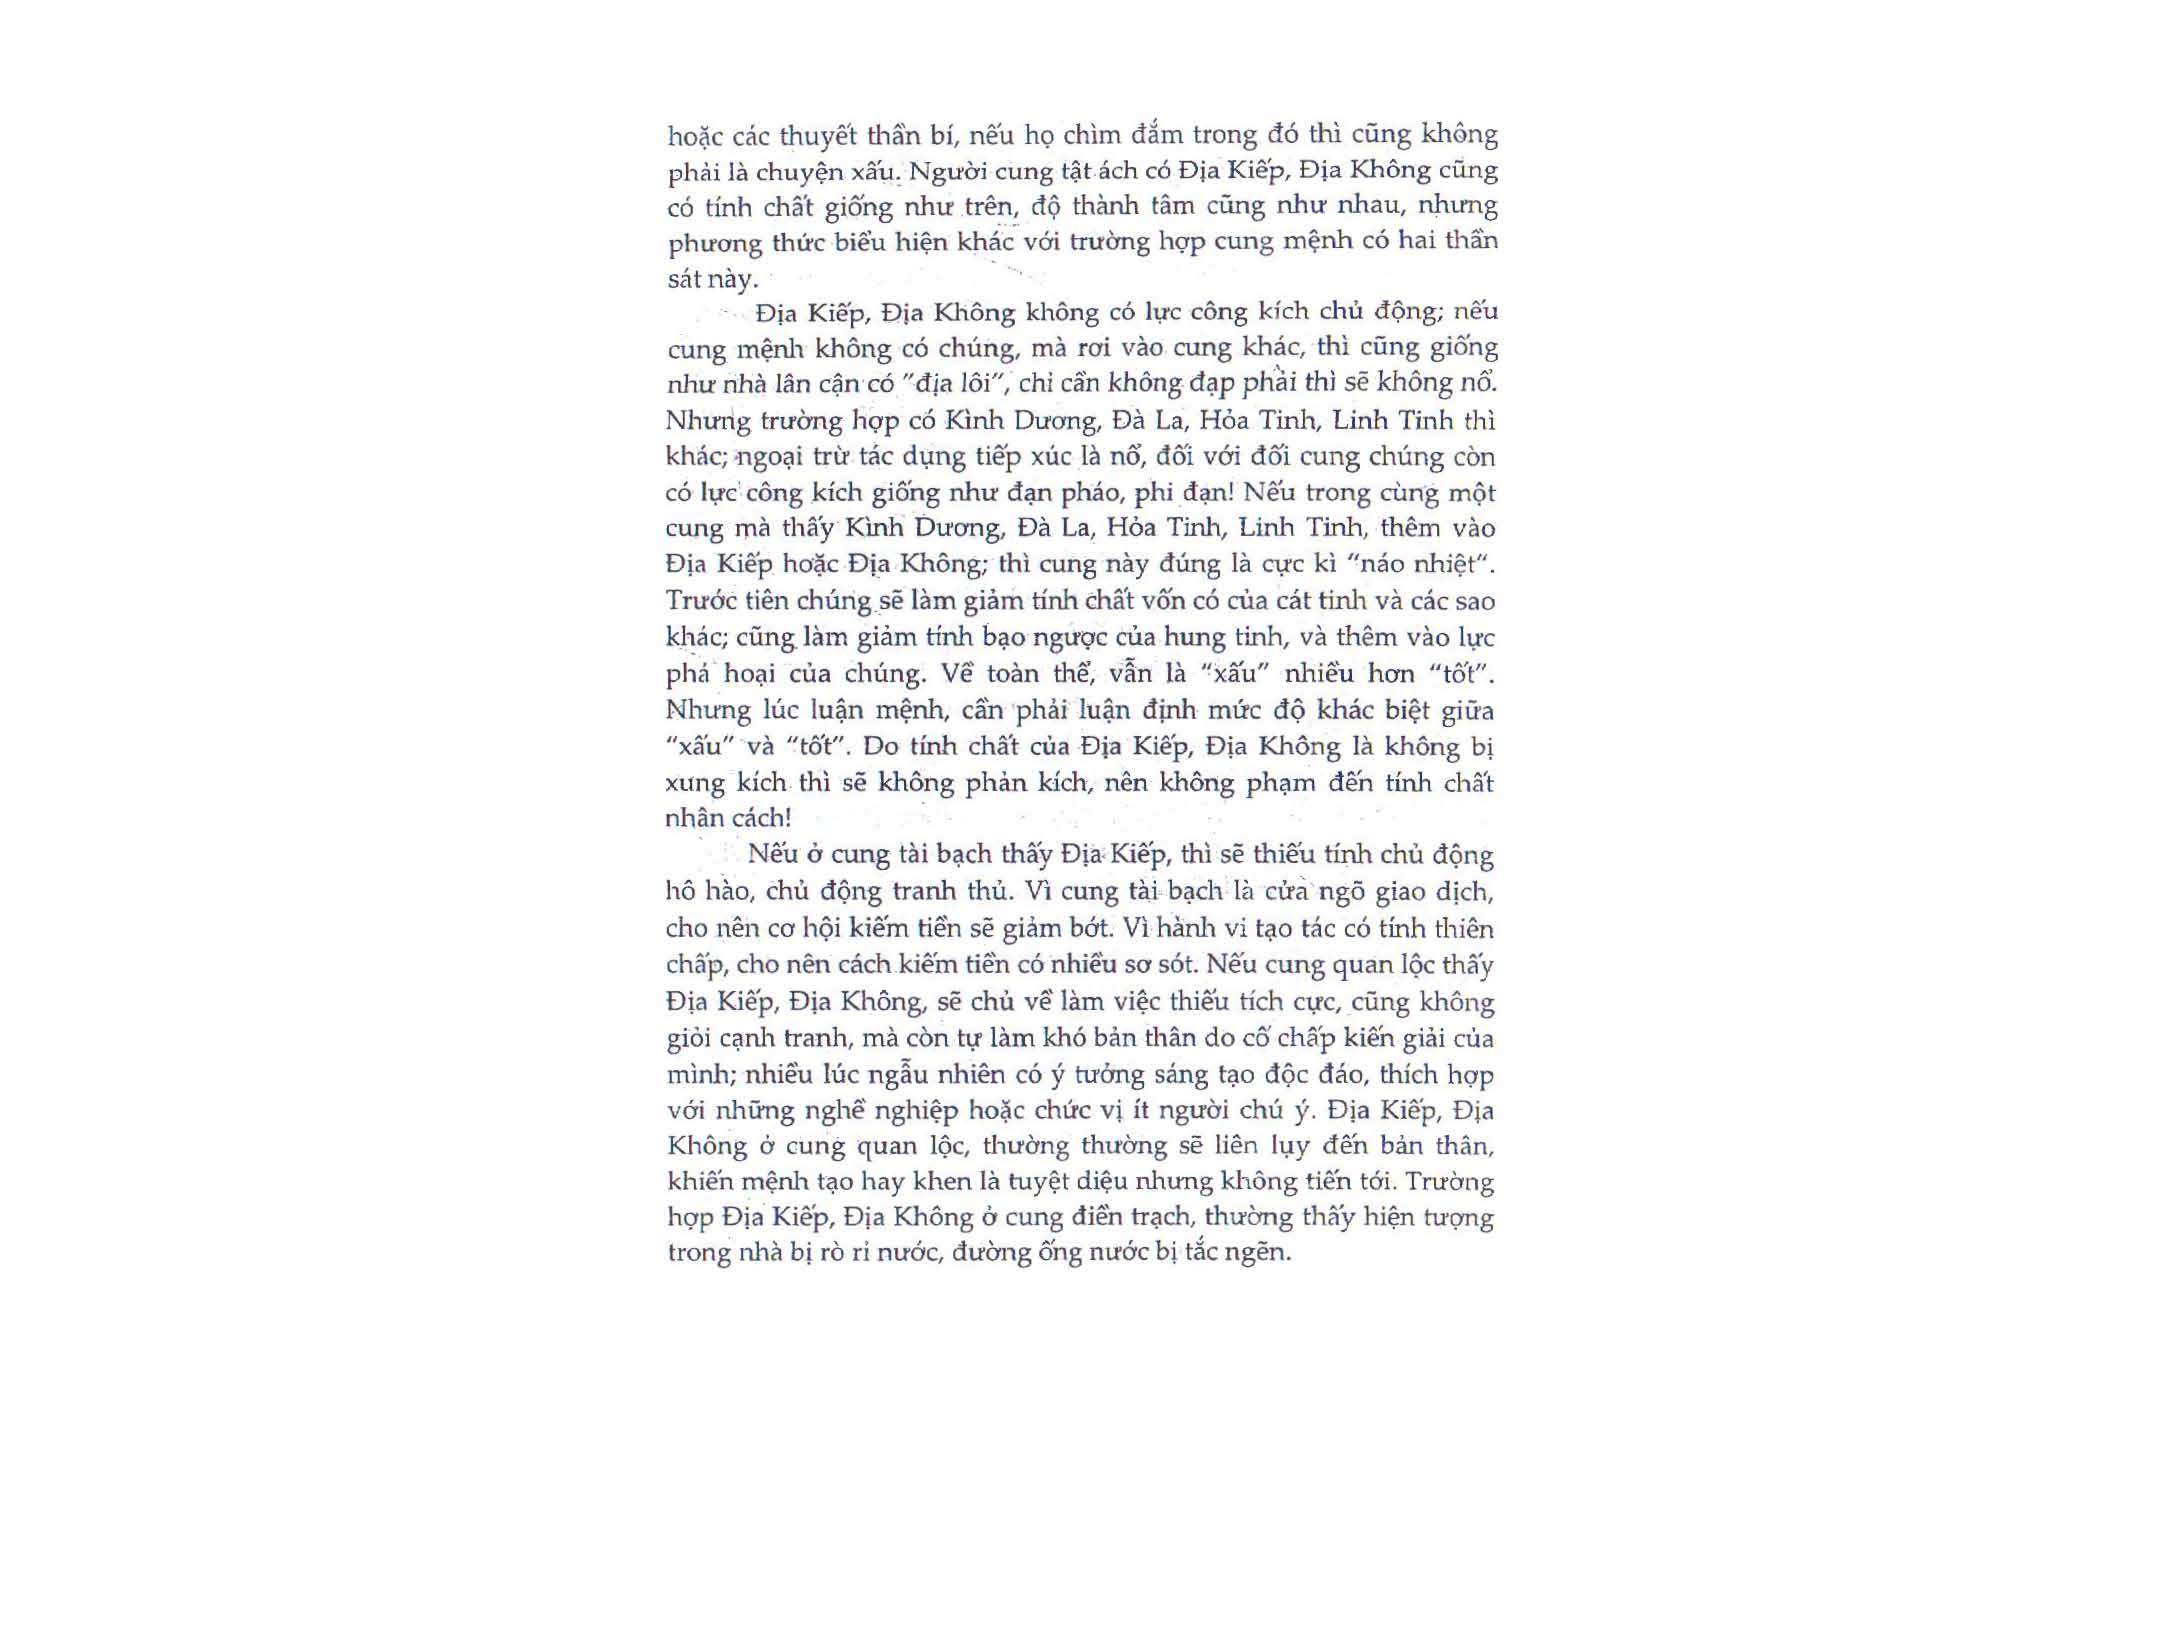 hoặc các thuyết thần bí, nếu họ chìm đắm trong đó thì cũng không
phải là chuyện xấu. Người cung tật ách có Địa Kiếp, Địa Không cũng
có tính chất giống như trên, độ thành tâm cũng như nhau, nhưng
phương thức biểu hiện khác với trường hợp cung mệnh có hai thần
sát này.
Địa Kiếp, Địa Không không có lực công kích chủ động; nếu
cung mệnh không có chúng, mà rơi vào cung khác, thì cũng giống
như nhà lân cận có "địa lôi", chỉ cần không đạp phải thì sẽ không nổ.
Nhưng trường hợp có Kình Dương, Đà La, Hỏa Tinh, Linh Tinh thì
khác; ngoại trừ tác dụng tiếp xúc là nổ, đối với đối cung chúng còn
có lực công kích giống như đạn pháo, phi đạn! Nếu trong cùng một
cung mà thấy Kình Dương, Đà La, Hỏa Tinh, Linh Tinh, thêm vào
Địa Kiếp hoặc Địa Không; thì cung này đúng là cực kì "náo nhiệt".
Trước tiên chúng sẽ làm giảm tính chất vốn có của cát tinh và các sao
khác; cũng làm giảm tính bạo ngược của hung tinh, và thêm vào lực
phá hoại của chúng. Về toàn thể, vẫn là "xấu" nhiều hơn "tốt".
Nhưng lúc luận mệnh, cần phải luận định mức độ khác biệt giữa
"xấu" và "tốt". Do tính chất của Địa Kiếp, Địa Không là không bị
xung kích thì sẽ không phản kích, nên không phạm đến tính chất
nhân cách!
Nếu ở cung tài bạch thấy Địa Kiếp, thì sẽ thiếu tính chủ động
hô hào, chủ động tranh thủ. Vì cung tài bạch là cửa ngõ giao dịch,
cho nên cơ hội kiếm tiền sẽ giảm bớt. Vì hành vi tạo tác có tính thiên
chấp, cho nên cách kiếm tiền có nhiều sơ sót. Nếu cung quan lộc thấy
Địa Kiếp, Địa Không, sẽ chủ về làm việc thiếu tích cực, cũng không
giỏi cạnh tranh, mà còn tự làm khó bản thân do cố chấp kiến giải của
mình; nhiều lúc ngẫu nhiên có ý tưởng sáng tạo độc đáo, thích hợp
với những nghề nghiệp hoặc chức vị ít người chú ý. Địa Kiếp, Địa
Không ở cung quan lộc, thường thường sẽ liên lụy đến bản thân,
khiến mệnh tạo hay khen là tuyệt diệu nhưng không tiến tới. Trường
hợp Địa Kiếp, Địa Không ở cung điền trạch, thường thấy hiện tượng
trong nhà bị rò rỉ nước, đường ống nước bị tắc nghẽn.